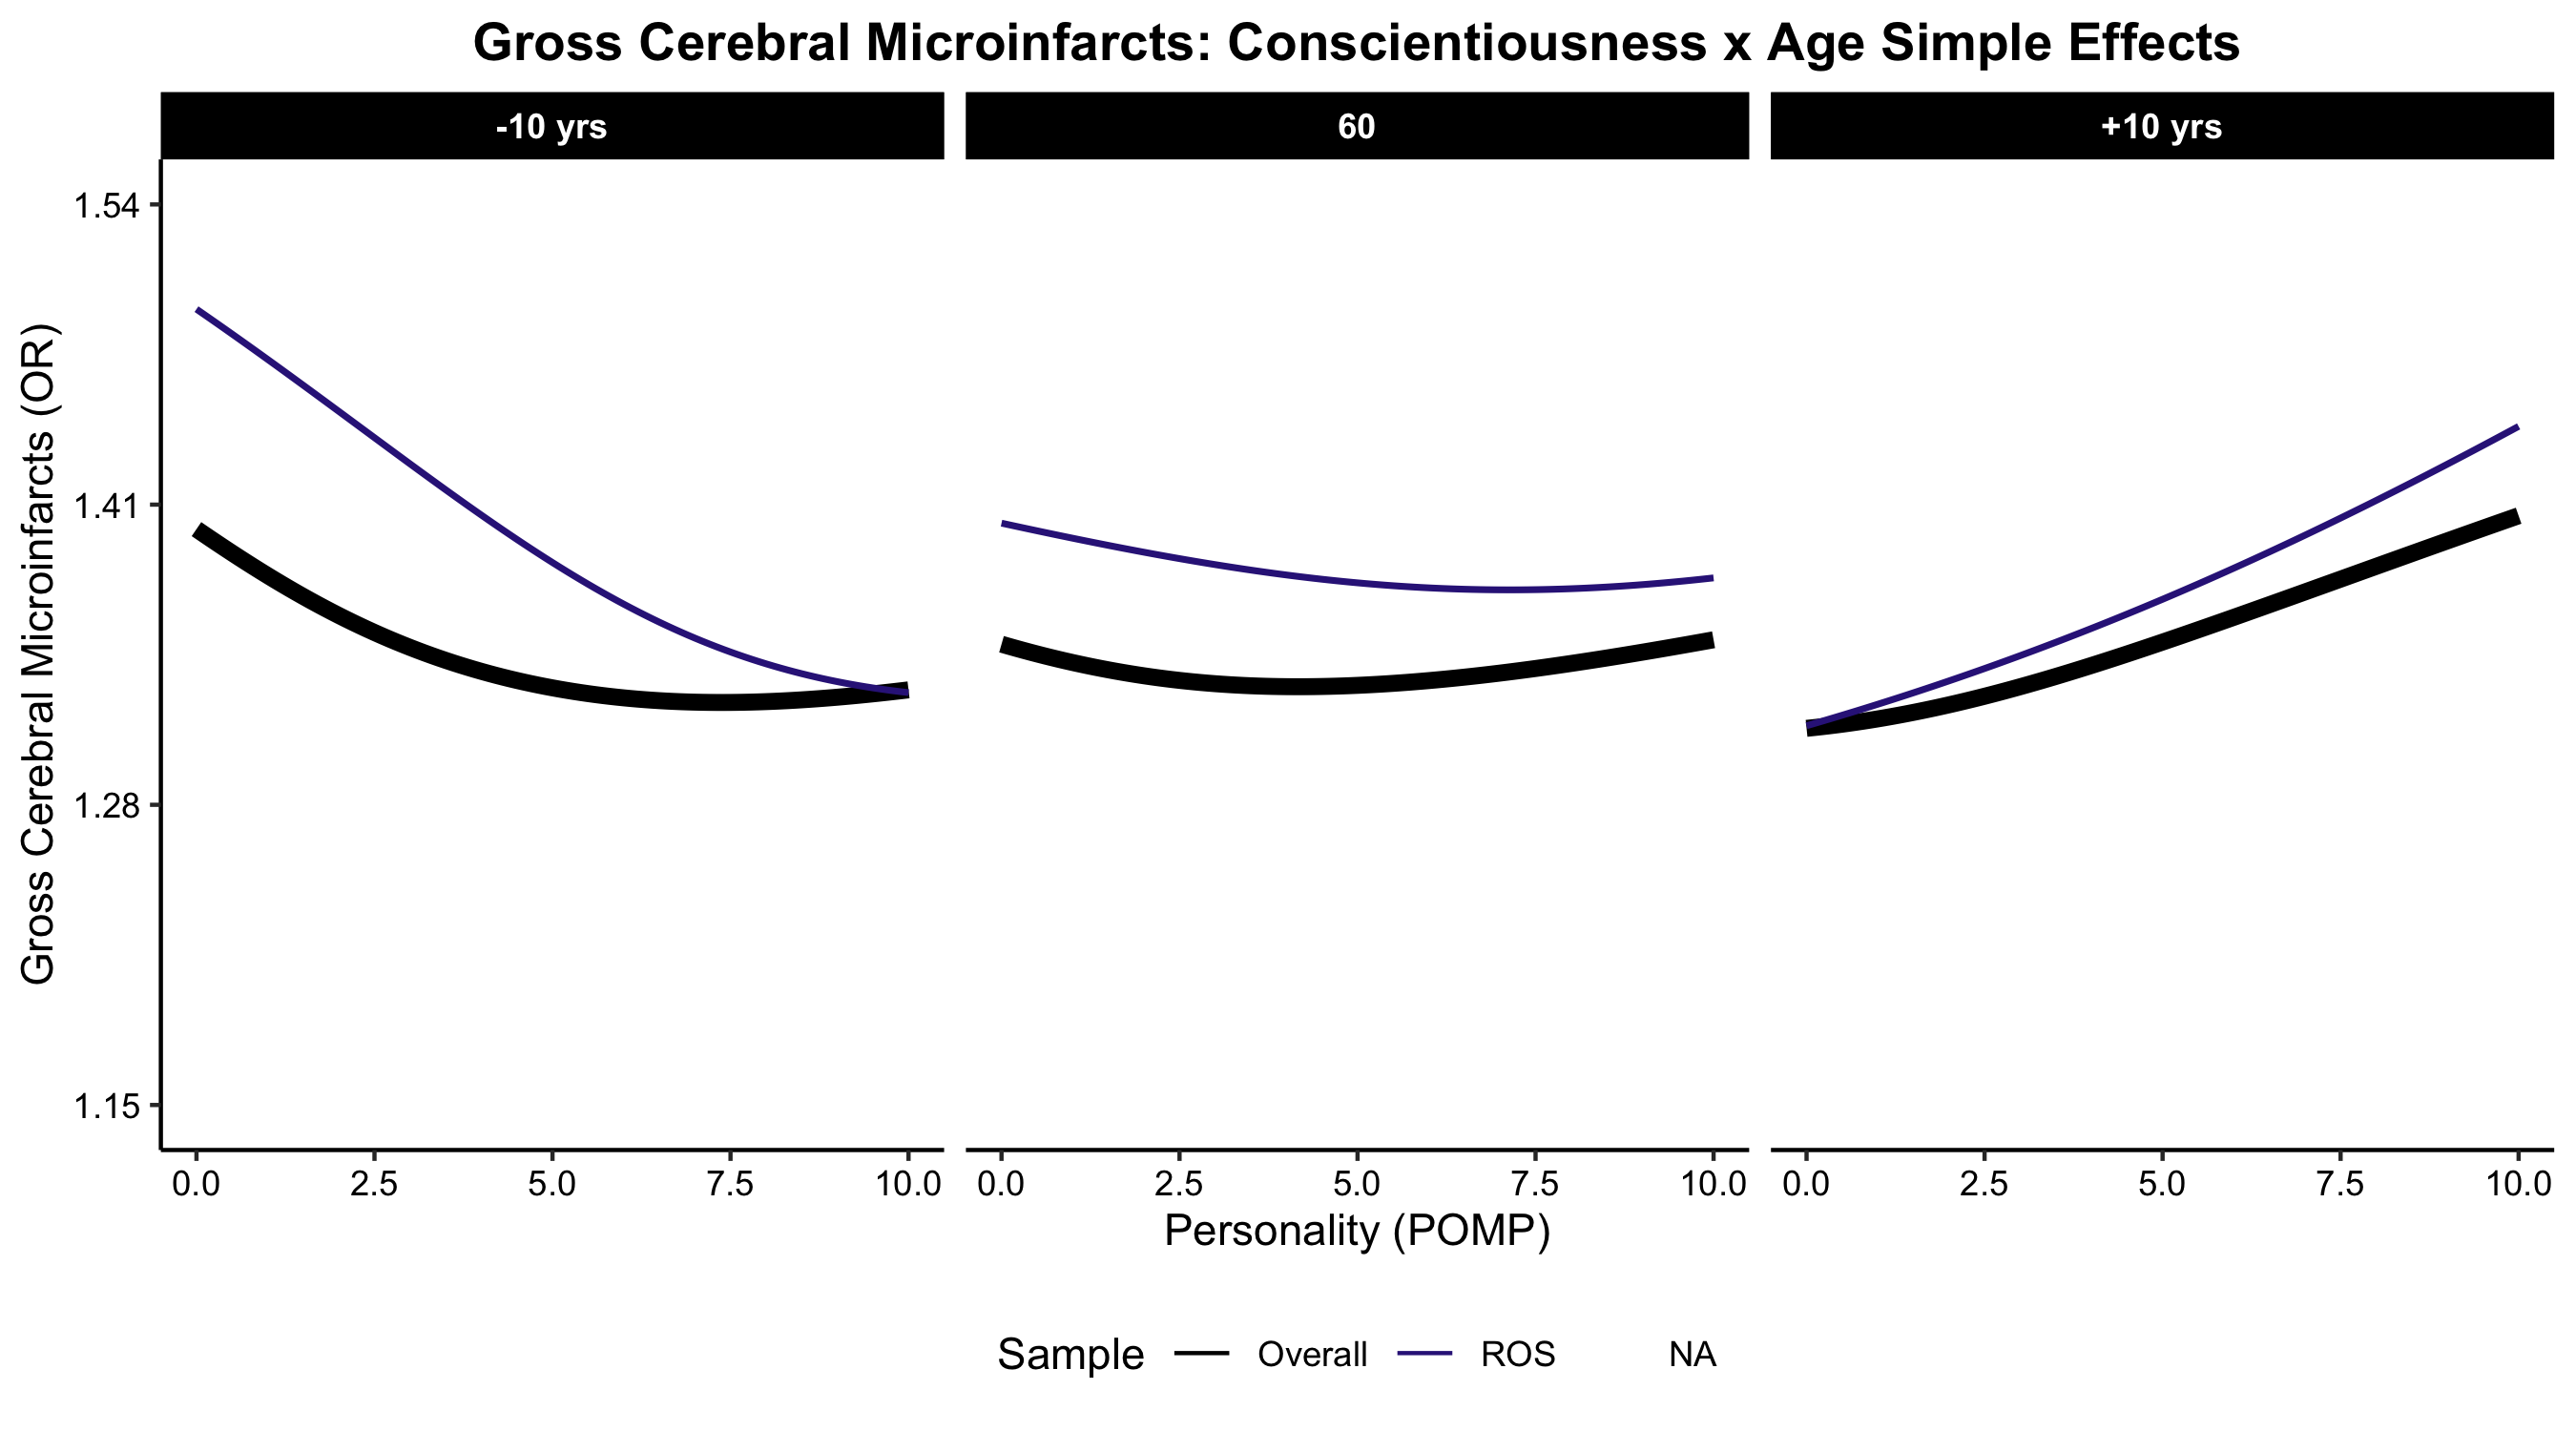 Gross Cerebral Microinfarcts: Conscientiousness x Age Simple Effects
-10 yrs
60
+10 yrs
Gross Cerebral Microinfarcts (OR)
1.54
1.41
1.28
1.15
0.0 2.5 5.0 7.5 10.0
0.0 2.5 5.0 7.5 10.0
0.0 2.5 5.0 7.5 10.0
Personality (POMP)
Sample Overall ROS NA